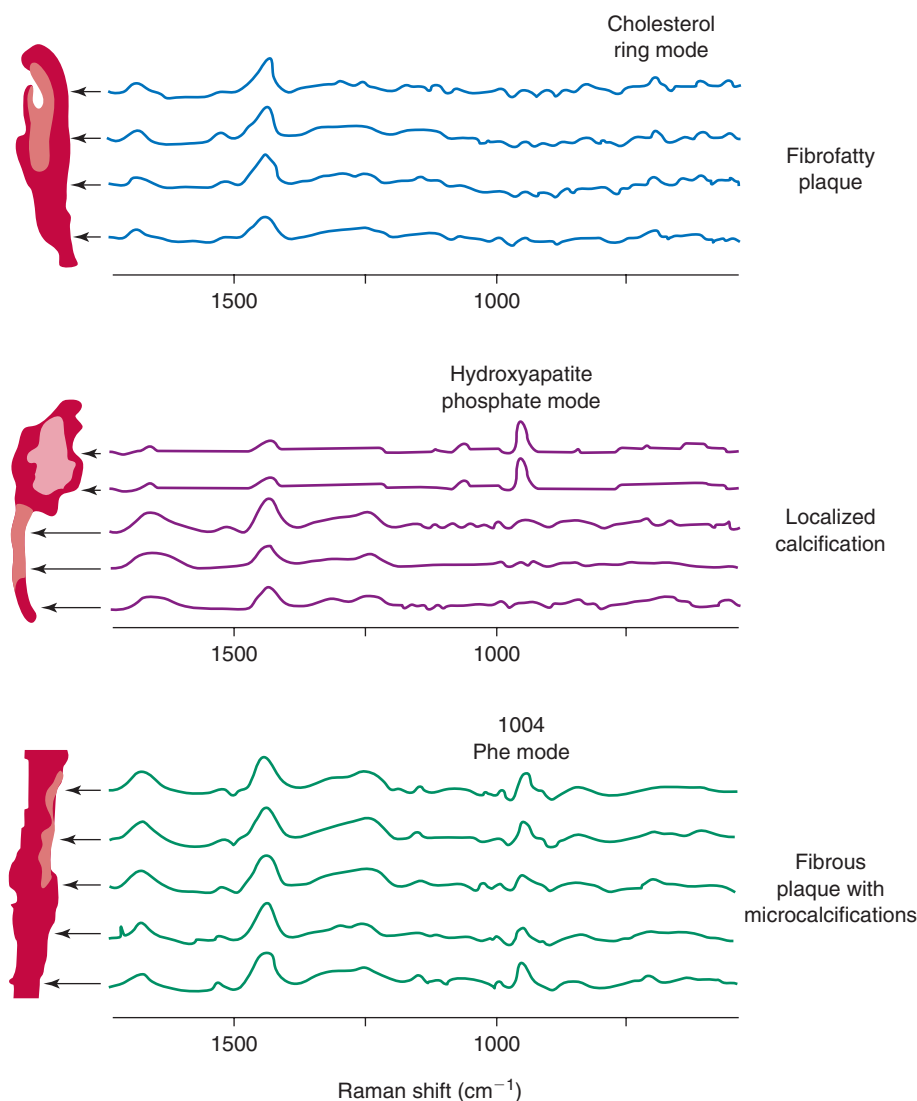 Cholesterol
ring mode
Fibrofatty
plaque
1500
1000
Hydroxyapatite
phosphate mode
Localized
calcification
1500
1000
1004
Phe mode
Fibrous
plaque with
microcalcifications
1500
1000
Raman shift (cm⁻¹)